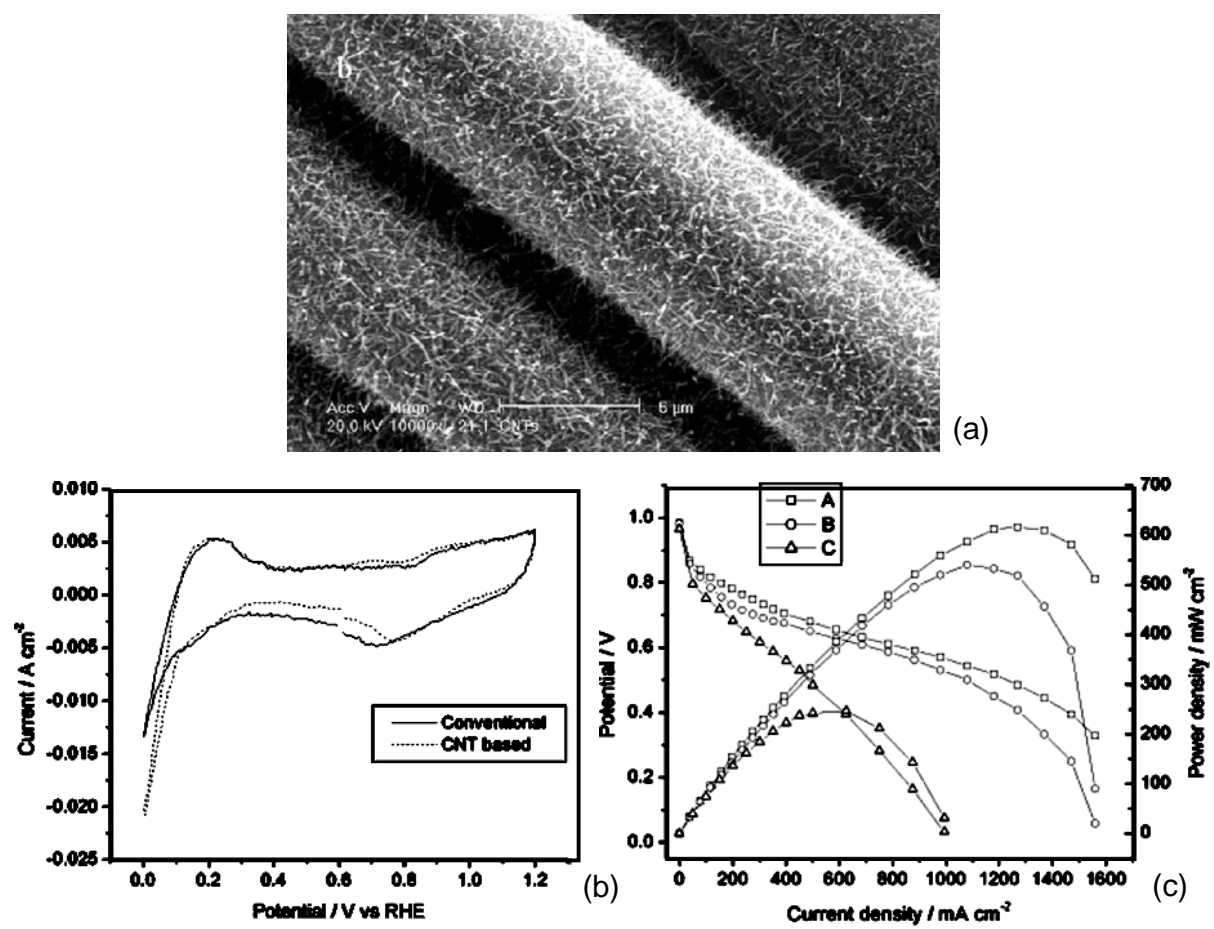 b
Acc.V Magn WD 5 µm
20.0 kV 10000x 21.1 CNTs
(a)
0.010
0.005
0.000
-0.005
-0.010
-0.015
-0.020
-0.025
Current / A cm-2
Conventional
CNT based
0.0 0.2 0.4 0.6 0.8 1.0 1.2
Potential / V vs RHE
(b)
1.0
0.8
0.6
0.4
0.2
0.0
Potential / V
A
B
C
700
600
500
400
300
200
100
0
Power density / mW cm-2
0 200 400 600 800 1000 1200 1400 1600
Current density / mA cm-2
(c)